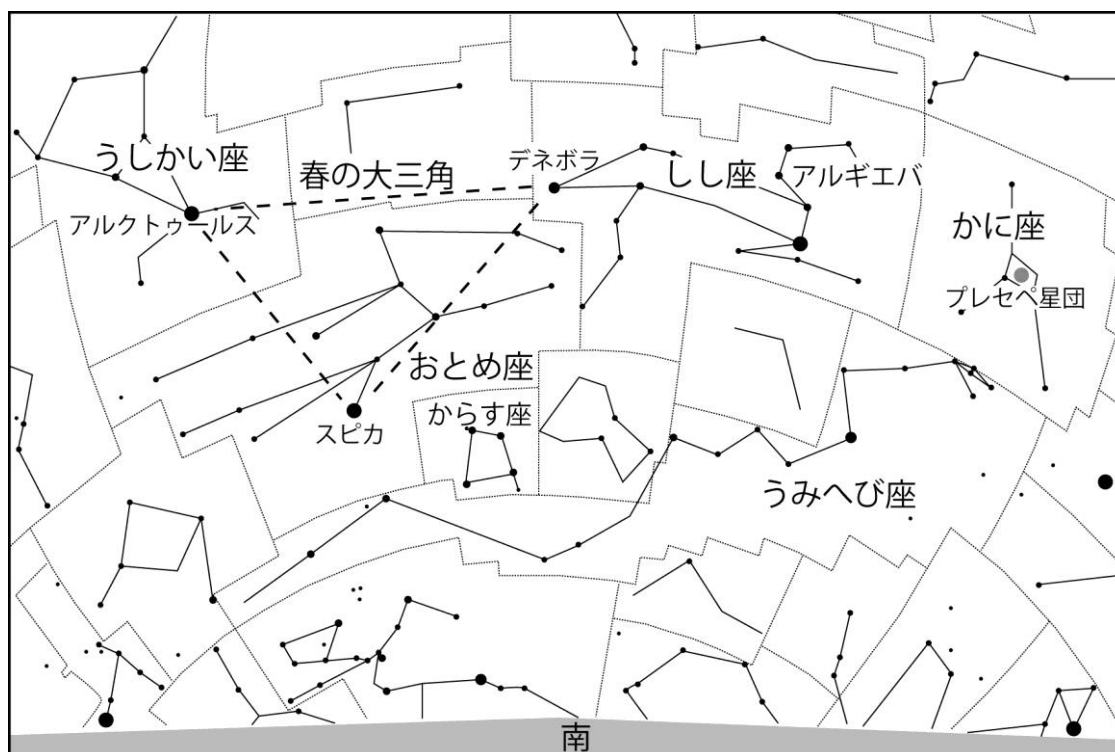 うしかい座
春の大三角
デネボラ
しし座
アルギエバ
アルクトゥールス
かに座
プレセペ星団
おとめ座
からす座
スピカ
うみへび座
南